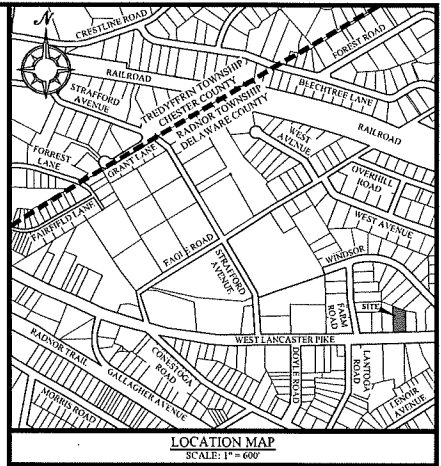 N
CRESTLINE ROAD
FOREST ROAD
RAILROAD
TREDYFFRIN TOWNSHIP
CHESTER COUNTY
RADNOR TOWNSHIP
DELAWARE COUNTY
BEECHTREE LANE
STRAFFORD
AVENUE
RAILROAD
WEST
AVENUE
FORREST
LANE
GRANT LANE
OVERHILL
ROAD
FAIRFIELD LANE
WEST AVENUE
EAGLE ROAD
STRAFFORD
AVENUE
WINDSOR
FARM
ROAD
SITE
WEST LANCASTER PIKE
RADNOR TRAIL
CONESTOGA
ROAD
DOYLE ROAD
LANTOGA
ROAD
GALLAGHER AVENUE
MORRIS ROAD
LENOIR
AVENUE
LOCATION MAP
SCALE: 1" = 600'